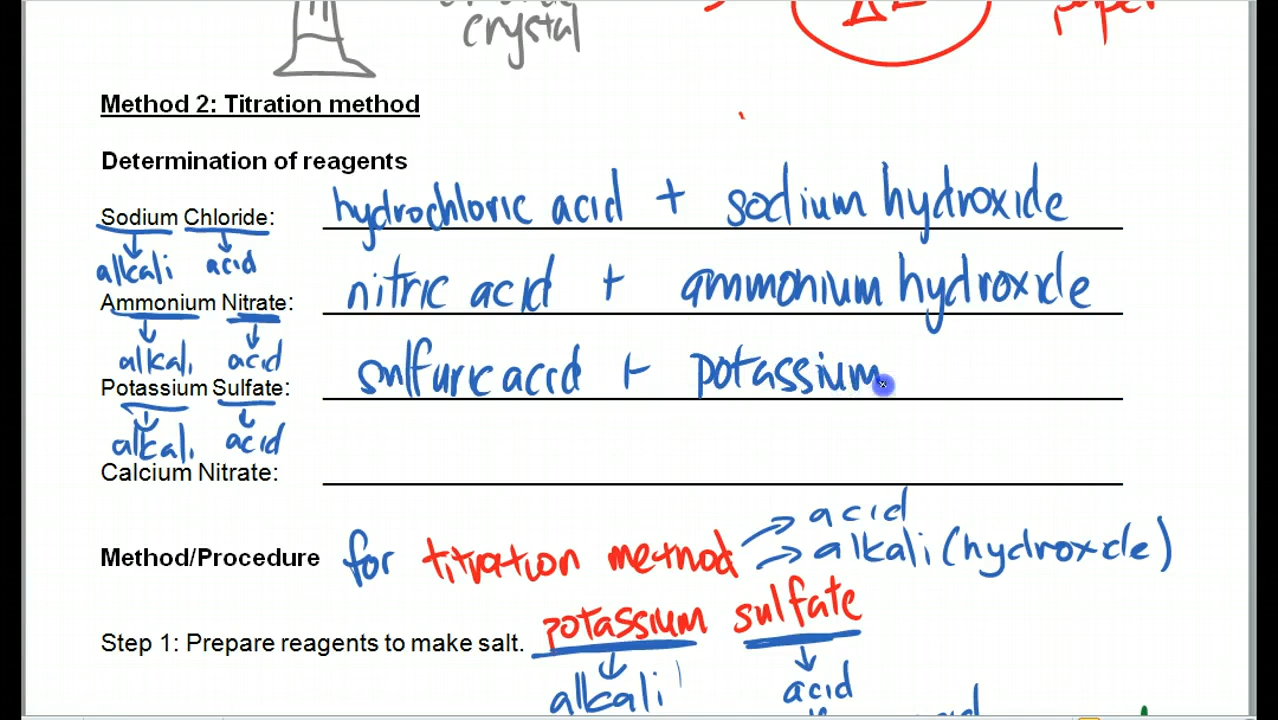 crystal
paper
Method 2: Titration method
Determination of reagents
Sodium Chloride: hydrochloric acid + sodium hydroxide
alkali acid
Ammonium Nitrate: nitric acid + ammonium hydroxide
alkali acid
Potassium Sulfate: sulfuric acid + potassium
alkali acid
Calcium Nitrate:
acid
Method/Procedure for titration method alkali (hydroxide)
potassium sulfate
Step 1: Prepare reagents to make salt.
alkali acid